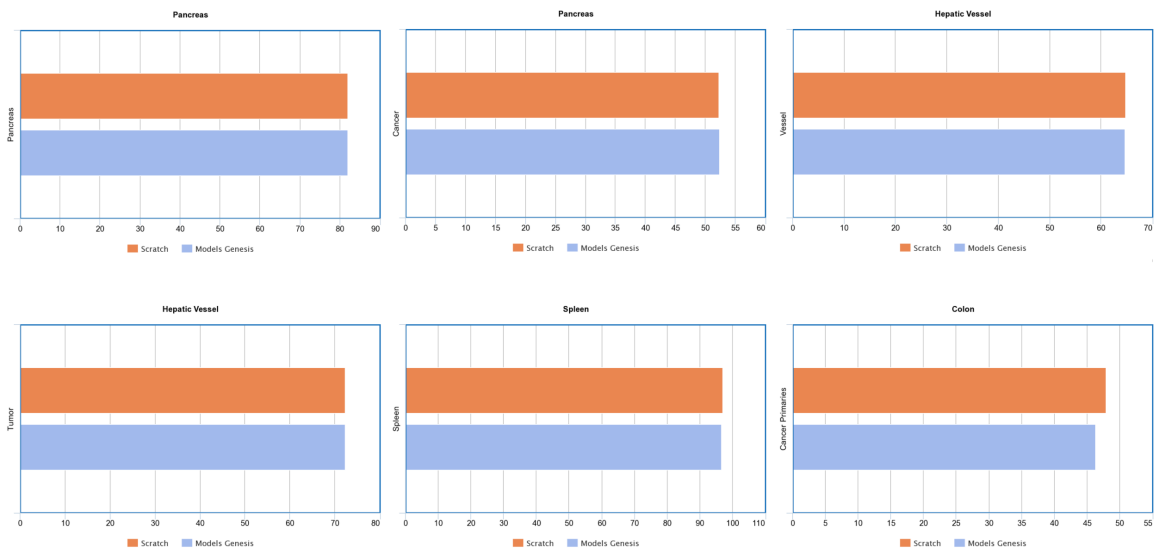 Pancreas
Pancreas
0 10 20 30 40 50 60 70 80 90
Scratch Models Genesis
Pancreas
Cancer
0 5 10 15 20 25 30 35 40 45 50 55 60
Scratch Models Genesis
Hepatic Vessel
Vessel
0 10 20 30 40 50 60 70
Scratch Models Genesis
Hepatic Vessel
Tumor
0 10 20 30 40 50 60 70 80
Scratch Models Genesis
Spleen
Spleen
0 10 20 30 40 50 60 70 80 90 100 110
Scratch Models Genesis
Colon
Cancer Primaries
0 5 10 15 20 25 30 35 40 45 50 55
Scratch Models Genesis